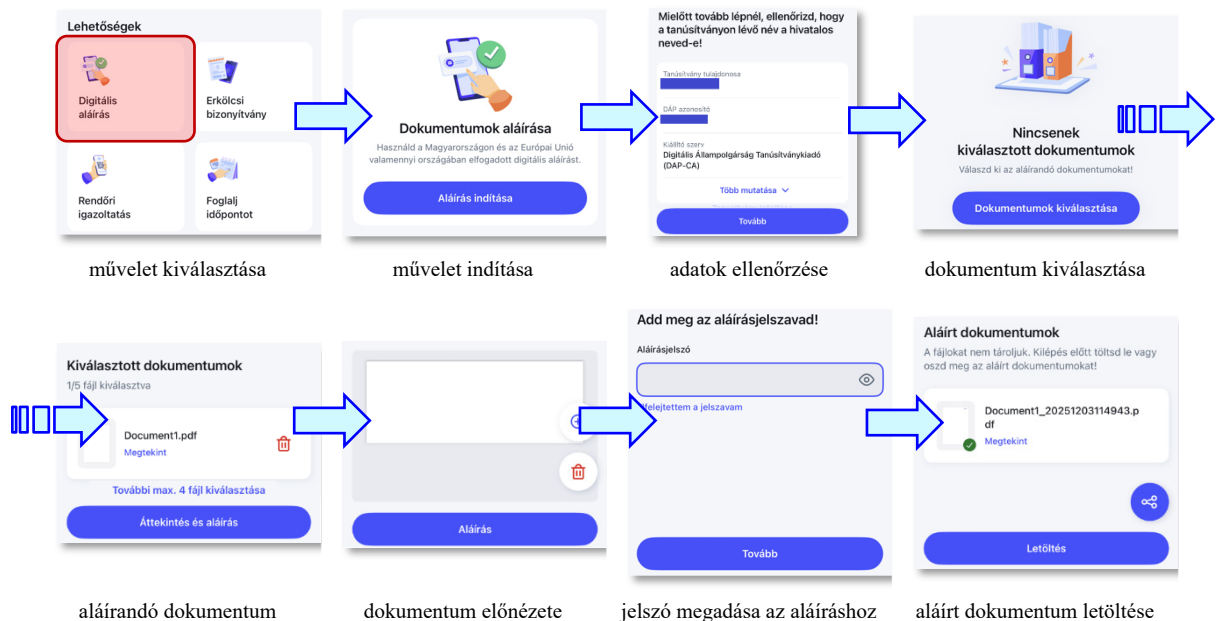 Lehetőségek
Digitális
aláírás
Erkölcsi
bizonyítvány
Rendőri
igazoltatás
Foglalj
időpontot
művelet kiválasztása
Dokumentumok aláírása
Használd a Magyarországon és az Európai Unió
valamennyi országában elfogadott digitális aláírást.
Aláírás indítása
művelet indítása
Mielőtt tovább lépnél, ellenőrizd, hogy
a tanúsítványon lévő név a hivatalos
neved-e!
Tanúsítvány tulajdonosa
DÁP azonosító
Kiállító szerv
Digitális Állampolgárság Tanúsítványkiadó
(DAP-CA)
Több mutatása
Tovább
adatok ellenőrzése
Nincsenek
kiválasztott dokumentumok
Válaszd ki az aláírandó dokumentumokat!
Dokumentumok kiválasztása
dokumentum kiválasztása
Kiválasztott dokumentumok
1/5 fájl kiválasztva
Document1.pdf
Megtekint
További max. 4 fájl kiválasztása
Áttekintés és aláírás
aláírandó dokumentum
Aláírás
dokumentum előnézete
Add meg az aláírásjelszavad!
Aláírásjelszó
lfelejtettem a jelszavam
Tovább
jelszó megadása az aláíráshoz
Aláírt dokumentumok
A fájlokat nem tároljuk. Kilépés előtt töltsd le vagy
oszd meg az aláírt dokumentumokat!
Document1_20251203114943.p
df
Megtekint
Letöltés
aláírt dokumentum letöltése